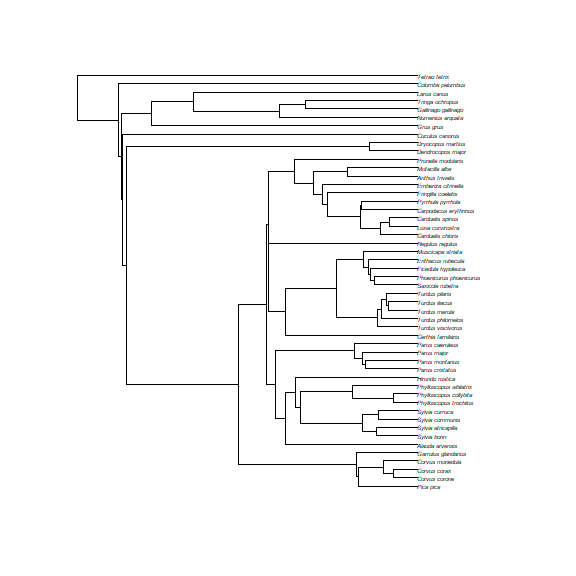 Tetrao tetrix
Columba palumbus
Larus canus
Tringa ochropus
Gallinago gallinago
Numenius arquata
Grus grus
Cuculus canorus
Dryocopus martius
Dendrocopos major
Prunella modularis
Motacilla alba
Anthus trivialis
Emberiza citrinella
Fringilla coelebs
Pyrrhula pyrrhula
Carpodacus erythrinus
Carduelis spinus
Loxia curvirostra
Carduelis chloris
Regulus regulus
Muscicapa striata
Erithacus rubecula
Ficedula hypoleuca
Phoenicurus phoenicurus
Saxicola rubetra
Turdus pilaris
Turdus iliacus
Turdus merula
Turdus philomelos
Turdus viscivorus
Certhia familiaris
Parus caeruleus
Parus major
Parus montanus
Parus cristatus
Hirundo rustica
Phylloscopus sibilatrix
Phylloscopus collybita
Phylloscopus trochilus
Sylvia curruca
Sylvia communis
Sylvia atricapilla
Sylvia borin
Alauda arvensis
Garrulus glandarius
Corvus monedula
Corvus corax
Corvus corone
Pica pica